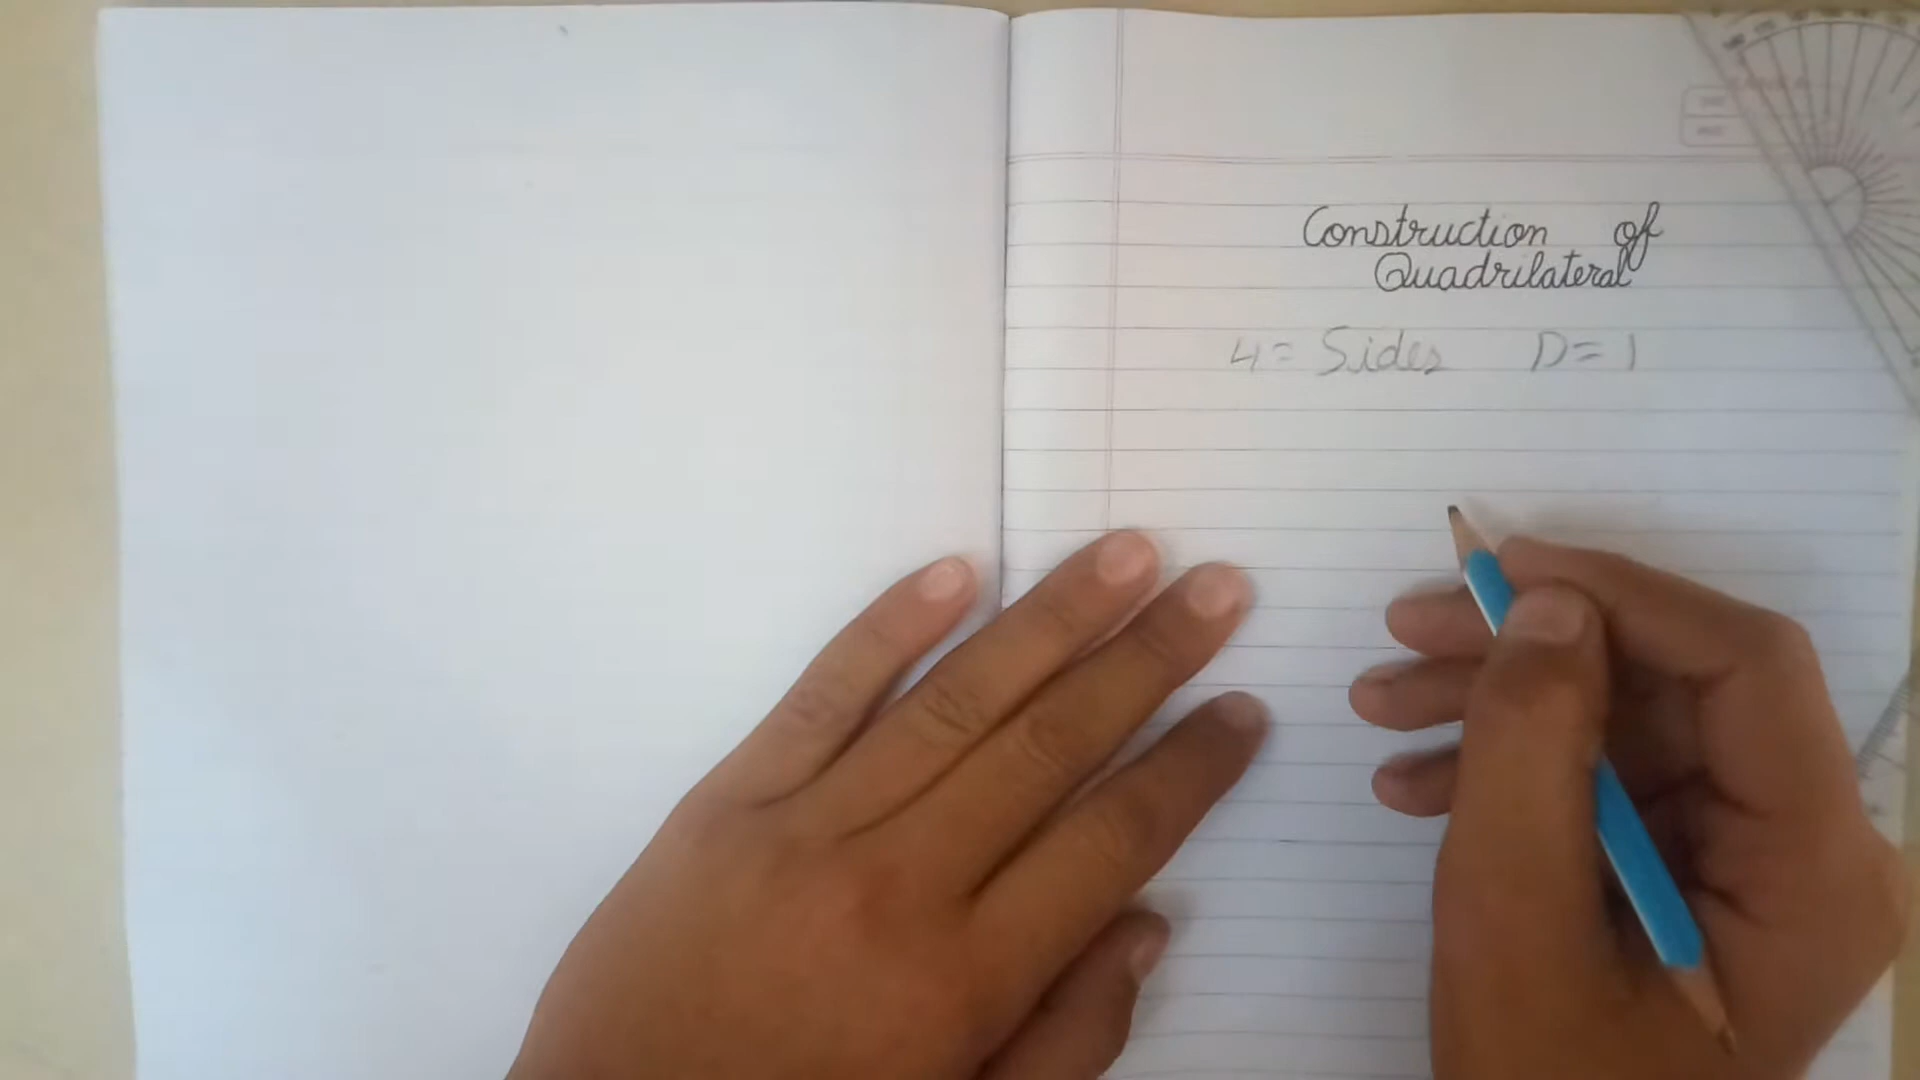 Construction of
Quadrilateral
4 = Sides D = 1